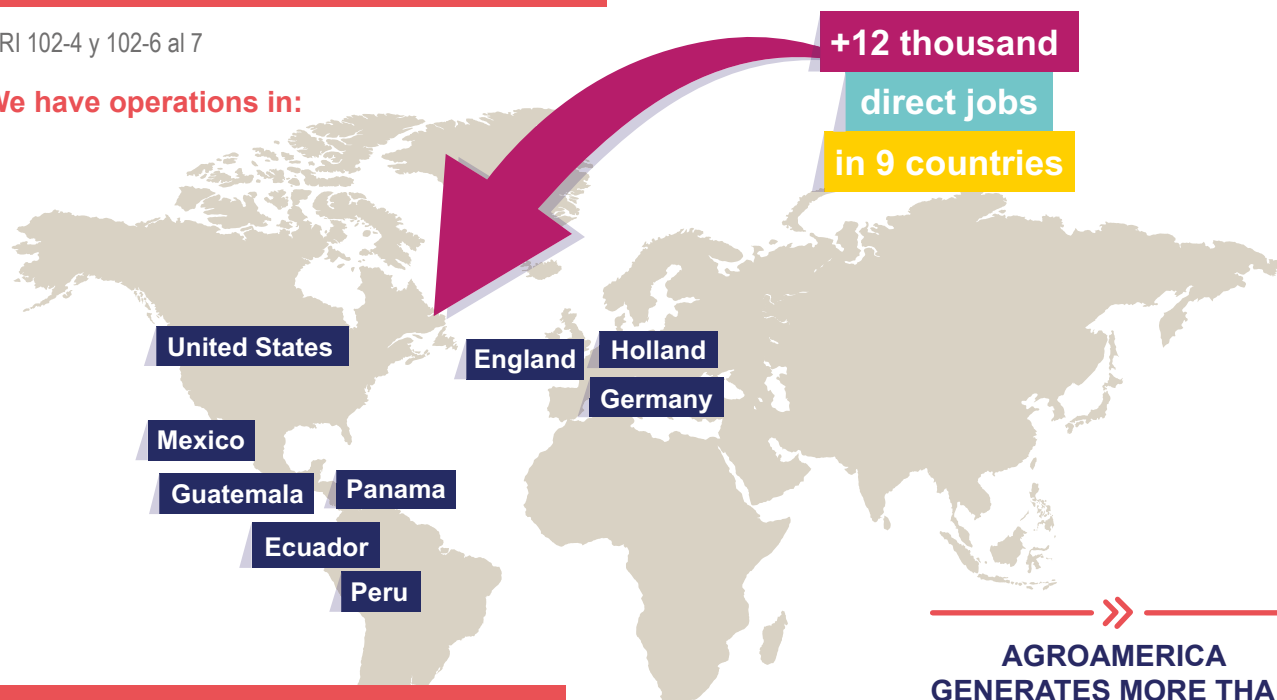 RI 102-4 y 102-6 al 7
We have operations in:
+12 thousand
direct jobs
in 9 countries
United States
England
Holland
Germany
Mexico
Guatemala
Panama
Ecuador
Peru
AGROAMERICA
GENERATES MORE THA